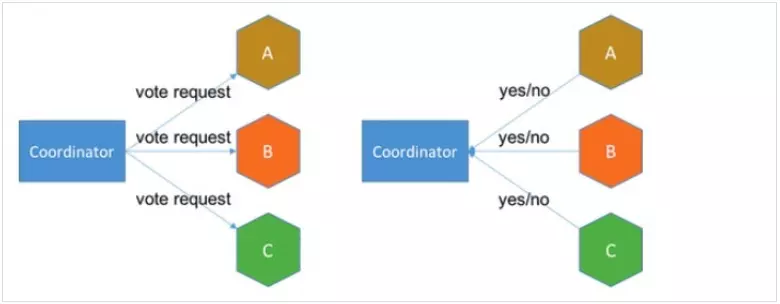 A
vote request
Coordinator
vote request
B
vote request
C
A
yes/no
Coordinator
yes/no
B
yes/no
C